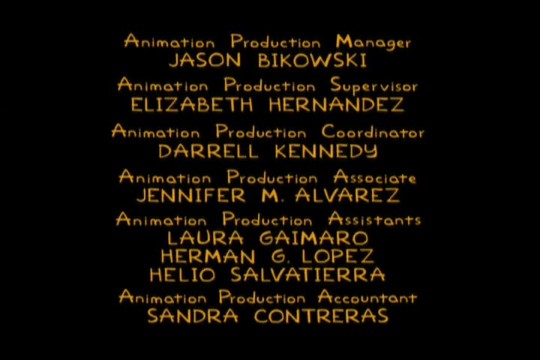 Animation Production Manager
JASON BIKOWSKI
Animation Production Supervisor
ELIZABETH HERNANDEZ
Animation Production Coordinator
DARRELL KENNEDY
Animation Production Associate
JENNIFER M. ALVAREZ
Animation Production Assistants
LAURA GAIMARO
HERMAN G. LOPEZ
HELIO SALVATIERRA
Animation Production Accountant
SANDRA CONTRERAS